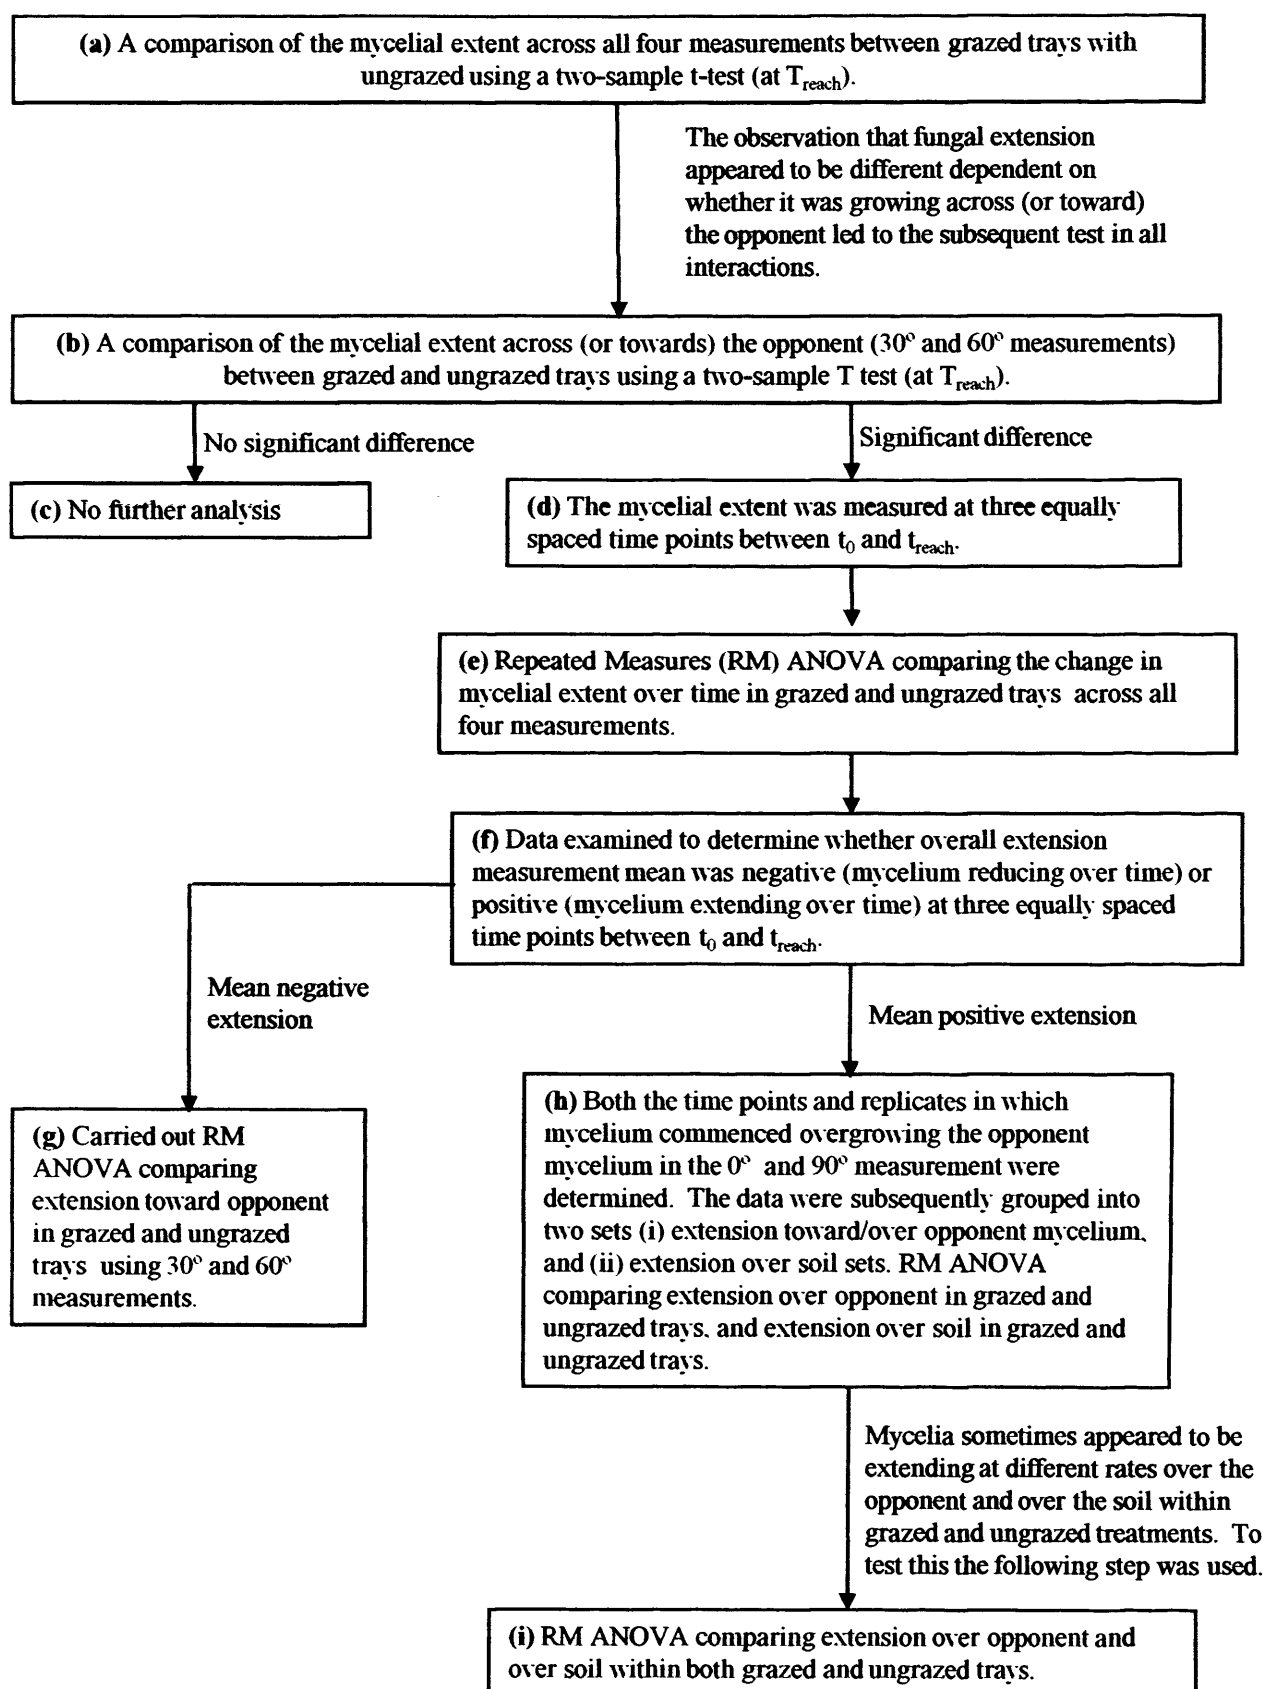 (a) A comparison of the mycelial extent across all four measurements between grazed trays with
ungrazed using a two-sample t-test (at Treach).
The observation that fungal extension
appeared to be different dependent on
whether it was growing across (or toward)
the opponent led to the subsequent test in all
interactions.
(b) A comparison of the mycelial extent across (or towards) the opponent (30º and 60º measurements)
between grazed and ungrazed trays using a two-sample T test (at Treach).
No significant difference
Significant difference
(c) No further analysis
(d) The mycelial extent was measured at three equally
spaced time points between t0 and treach.
(e) Repeated Measures (RM) ANOVA comparing the change in
mycelial extent over time in grazed and ungrazed trays across all
four measurements.
(f) Data examined to determine whether overall extension
measurement mean was negative (mycelium reducing over time) or
positive (mycelium extending over time) at three equally spaced
time points between t0 and treach.
Mean negative
extension
Mean positive extension
(g) Carried out RM
ANOVA comparing
extension toward opponent
in grazed and ungrazed
trays using 30º and 60º
measurements.
(h) Both the time points and replicates in which
mycelium commenced overgrowing the opponent
mycelium in the 0º and 90º measurement were
determined. The data were subsequently grouped into
two sets (i) extension toward/over opponent mycelium,
and (ii) extension over soil sets. RM ANOVA
comparing extension over opponent in grazed and
ungrazed trays, and extension over soil in grazed and
ungrazed trays.
Mycelia sometimes appeared to be
extending at different rates over the
opponent and over the soil within
grazed and ungrazed treatments. To
test this the following step was used.
(i) RM ANOVA comparing extension over opponent and
over soil within both grazed and ungrazed trays.